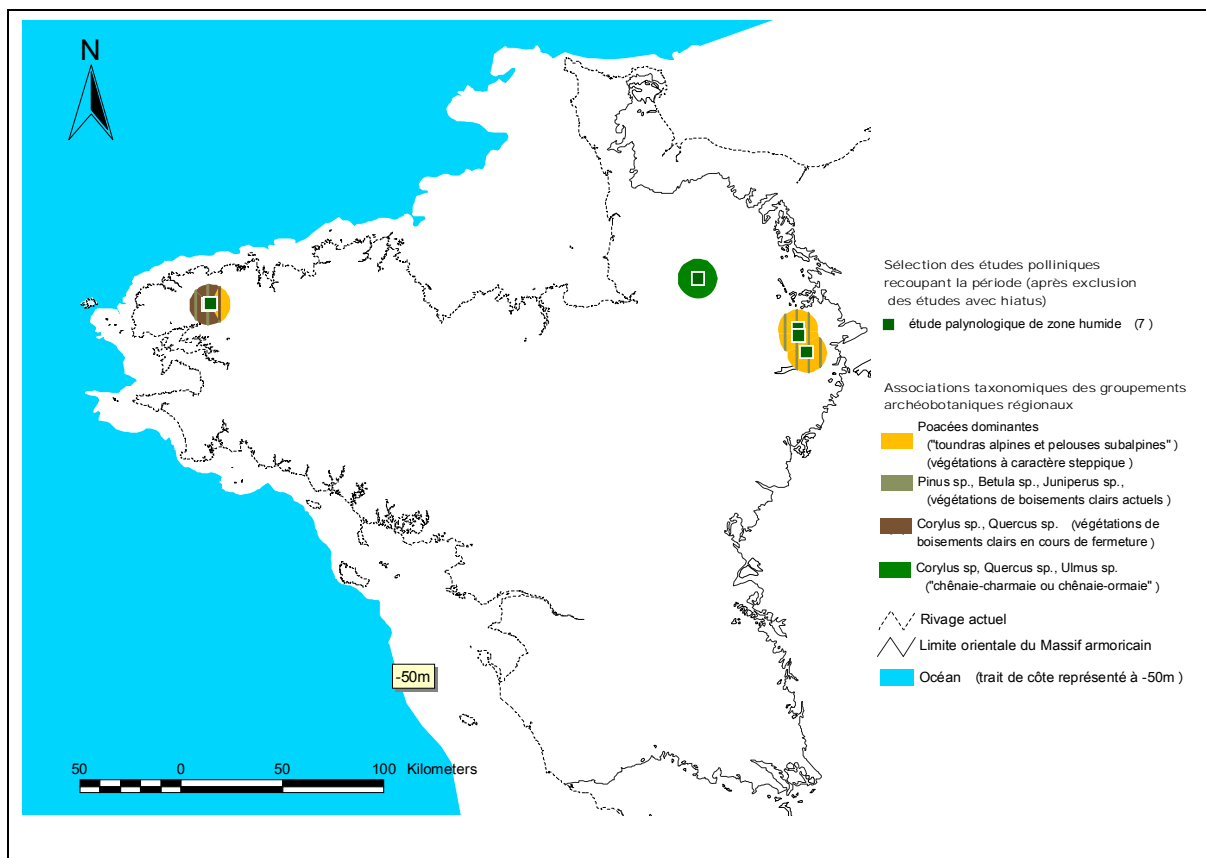 N
Sélection des études polliniques
recoupant la période (après exclusion
des études avec hiatus)
étude palynologique de zone humide (7 )
Associations taxonomiques des groupements
archéobotaniques régionaux
Poacées dominantes
("toundras alpines et pelouses subalpines" )
(végétations à caractère steppique )
Pinus sp., Betula sp., Juniperus sp.,
(végétations de boisements clairs actuels )
Corylus sp., Quercus sp. (végétations de
boisements clairs en cours de fermeture )
Corylus sp, Quercus sp., Ulmus sp.
("chênaie-charmaie ou chênaie-ormaie" )
Rivage actuel
Limite orientale du Massif armoricain
Océan (trait de côte représenté à -50m )
-50m
50 0 50 100 Kilometers